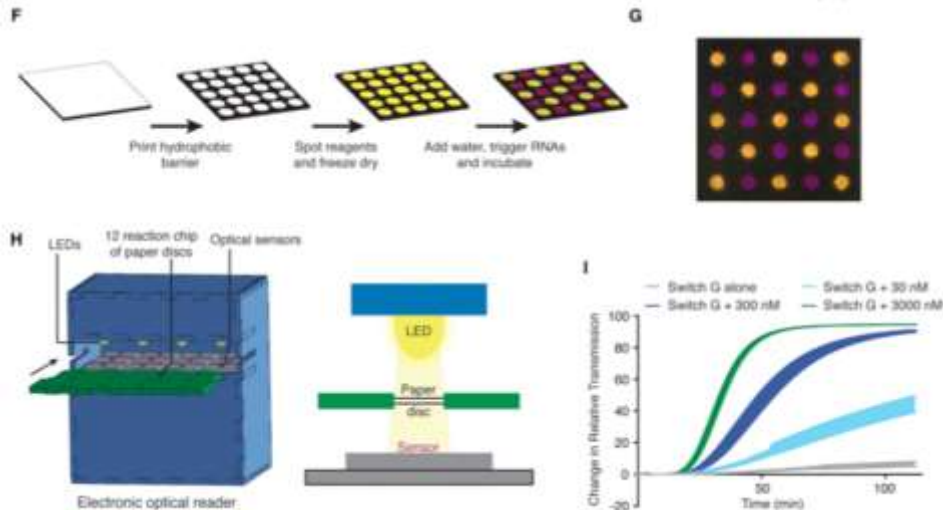 F
Print hydrophobic
barrier
Spot reagents
and freeze dry
Add water, trigger RNAs
and incubate
G
H
LEDs
12 reaction chip
of paper discs
Optical sensors
Electronic optical reader
LED
Paper
disc
Sensor
I
Switch G alone
Switch G + 30 nM
Switch G + 300 nM
Switch G + 3000 nM
Change in Relative Transmission
100
80
60
40
20
0
-20
50
100
Time (min)